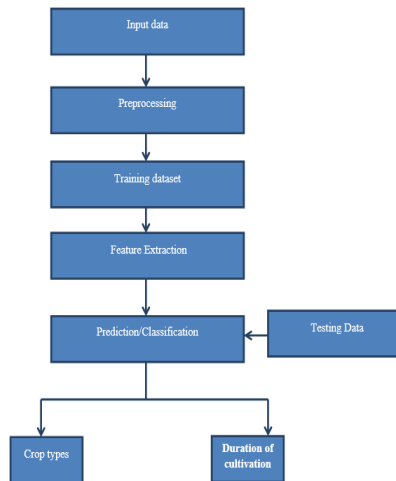 Input data
Preprocessing
Training dataset
Feature Extraction
Prediction/Classification
Testing Data
Crop types
Duration of
cultivation